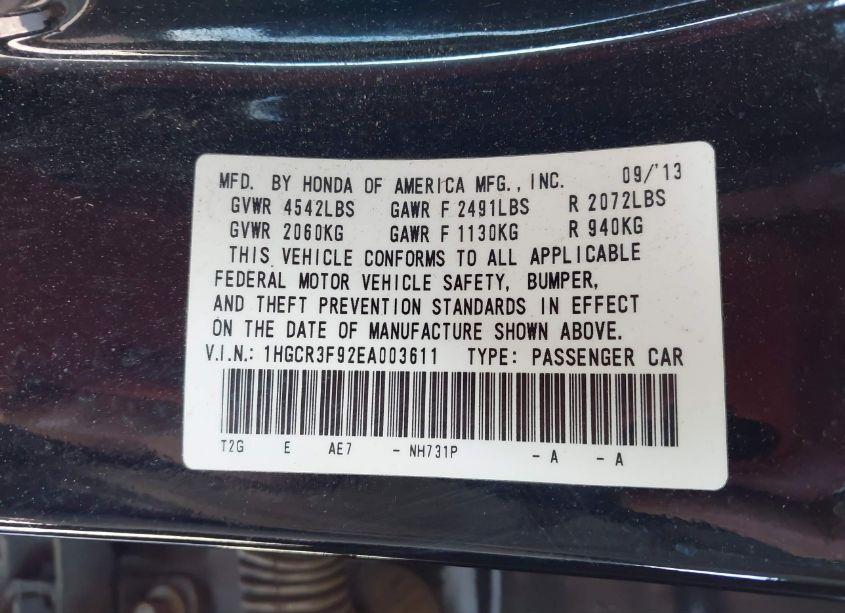 MFD. BY HONDA OF AMERICA MFG., INC. 09/'13
GVWR 4542LBS GAWR F 2491LBS R 2072LBS
GVWR 2060KG GAWR F 1130KG R 940KG
THIS VEHICLE CONFORMS TO ALL APPLICABLE
FEDERAL MOTOR VEHICLE SAFETY, BUMPER,
AND THEFT PREVENTION STANDARDS IN EFFECT
ON THE DATE OF MANUFACTURE SHOWN ABOVE.
V.I.N.: 1HGCR3F92EA003611 TYPE: PASSENGER CAR
T2G E AE7 - NH731P - A - A